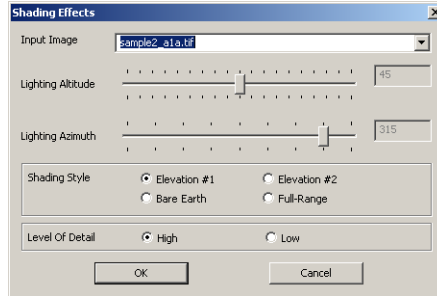 Shading Effects
Input Image sample2_a1a.tif
Lighting Altitude 45
Lighting Azimuth 315
Shading Style Elevation #1 Elevation #2
Bare Earth Full-Range
Level Of Detail High Low
OK Cancel